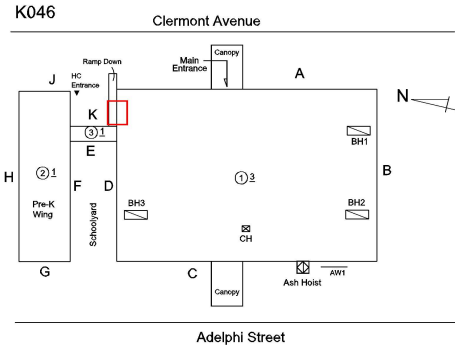 K046
Clermont Avenue
Canopy
Ramp Down
Main
Entrance
A
J
HC
Entrance
N
K
3 1
BH1
E
H
2 1
F
D
1 3
B
Pre-K
Wing
Schoolyard
BH3
BH2
CH
G
C
Canopy
Ash Hoist
AW1
Adelphi Street